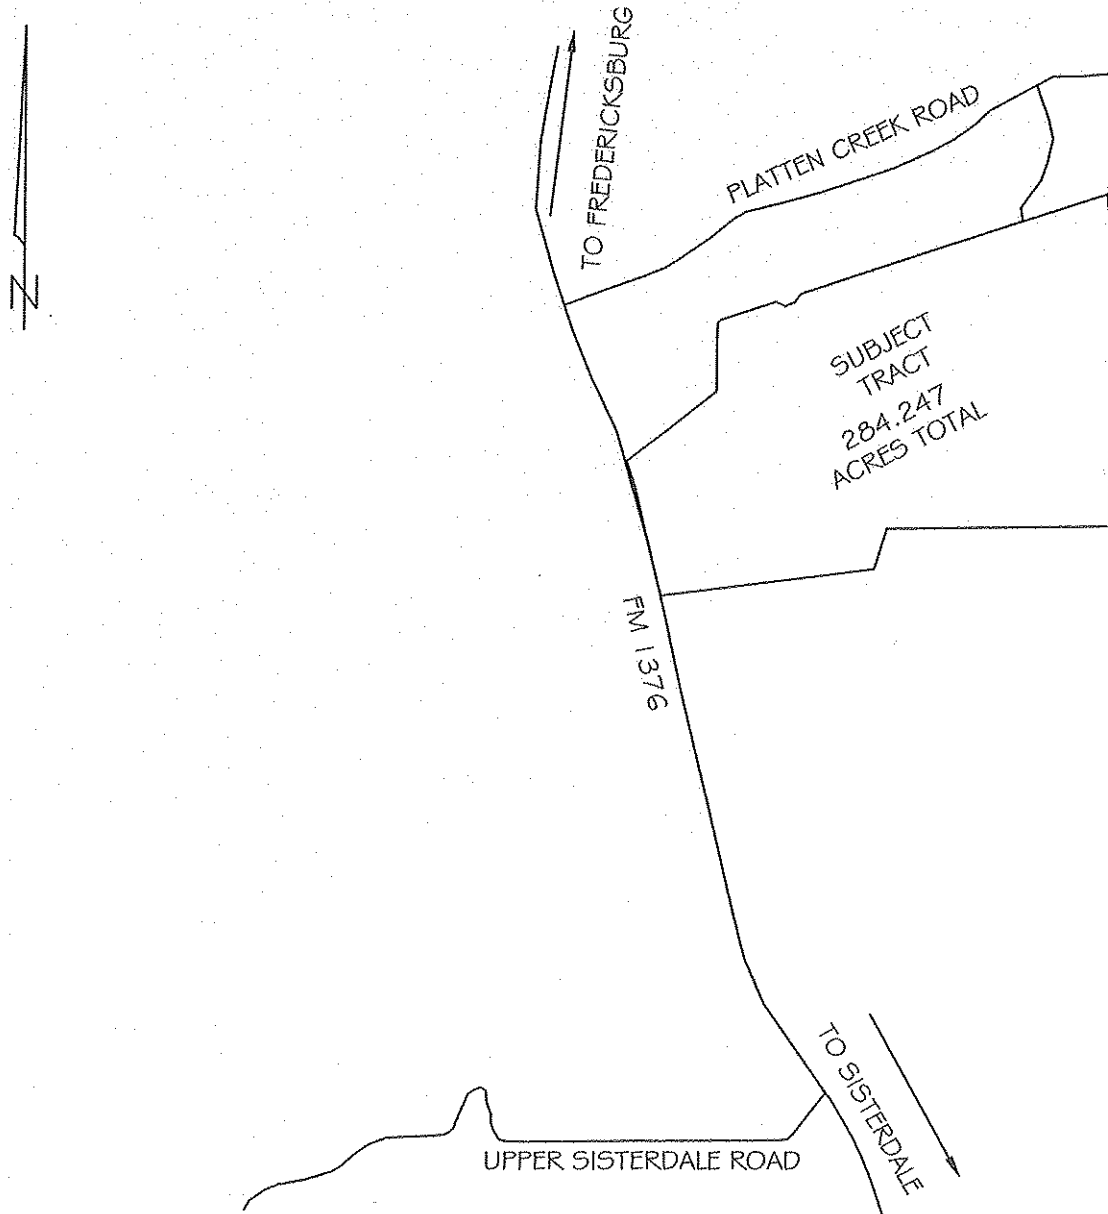 N
TO FREDERICKSBURG
PLATTEN CREEK ROAD
SUBJECT
TRACT
284.247
ACRES TOTAL
FM 1376
TO SISTERDALE
UPPER SISTERDALE ROAD